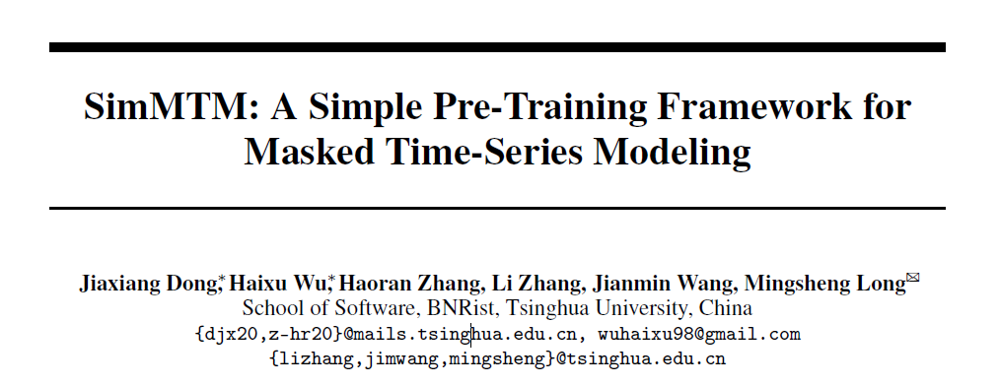 SimMTM: A Simple Pre-Training Framework for
Masked Time-Series Modeling
Jiaxiang Dong*, Haixu Wu*, Haoran Zhang, Li Zhang, Jianmin Wang, Mingsheng Long✉
School of Software, BNRist, Tsinghua University, China
{djx20,z-hr20}@mails.tsinghua.edu.cn, wuhaixu98@gmail.com
{lizhang,jimwang,mingsheng}@tsinghua.edu.cn